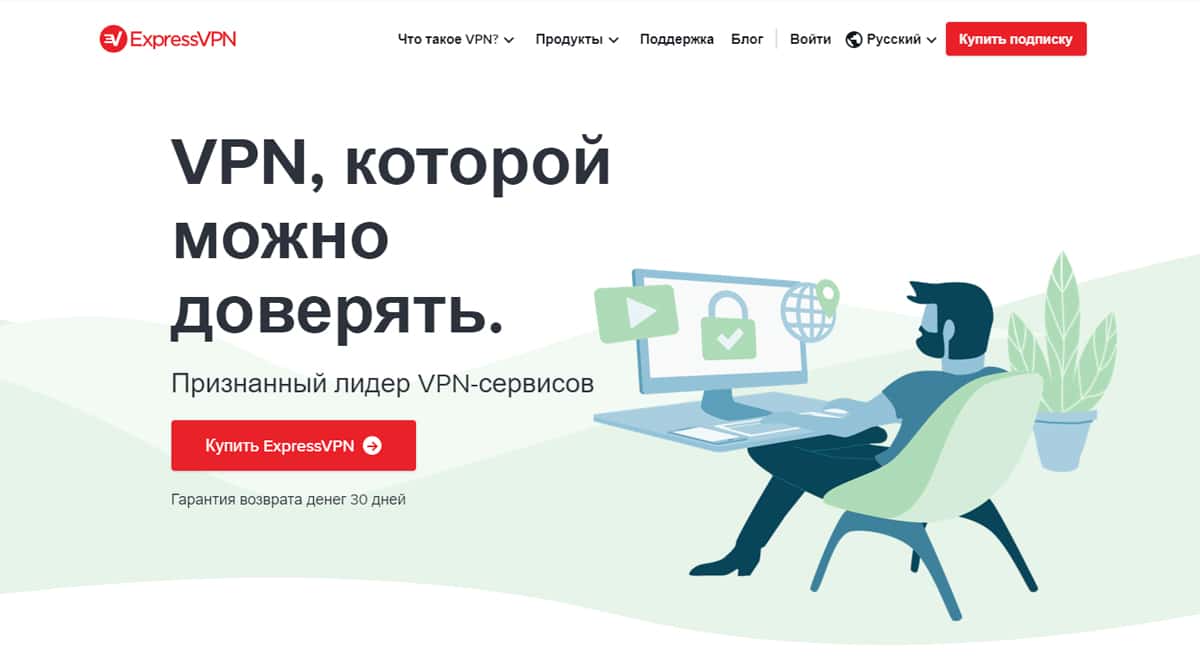 ExpressVPN
Что такое VPN? Продукты Поддержка Блог Войти Русский Купить подписку
VPN, которой
можно
доверять.
Признанный лидер VPN-сервисов
Купить ExpressVPN
Гарантия возврата денег 30 дней